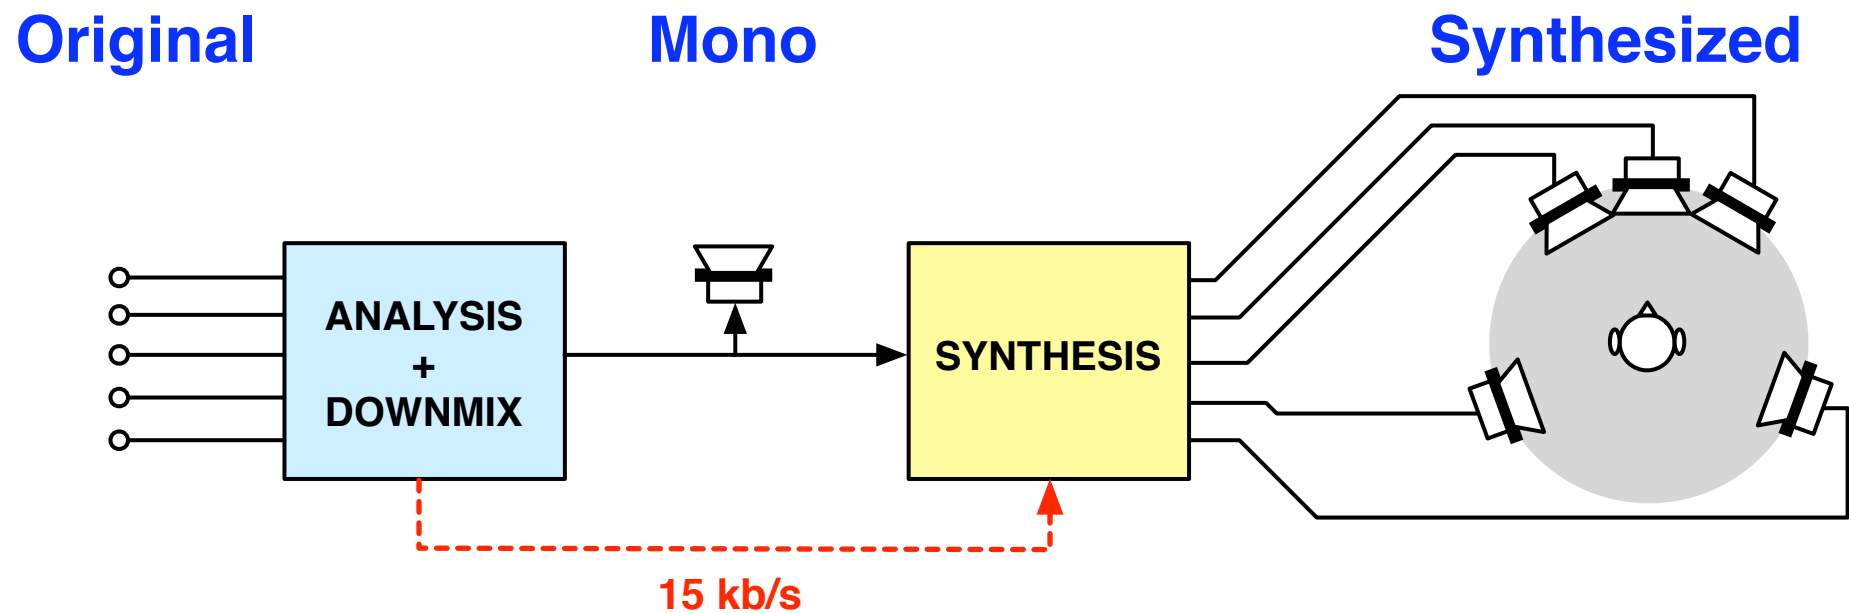 Original
Mono
Synthesized
ANALYSIS
+
DOWNMIX
SYNTHESIS
15 kb/s